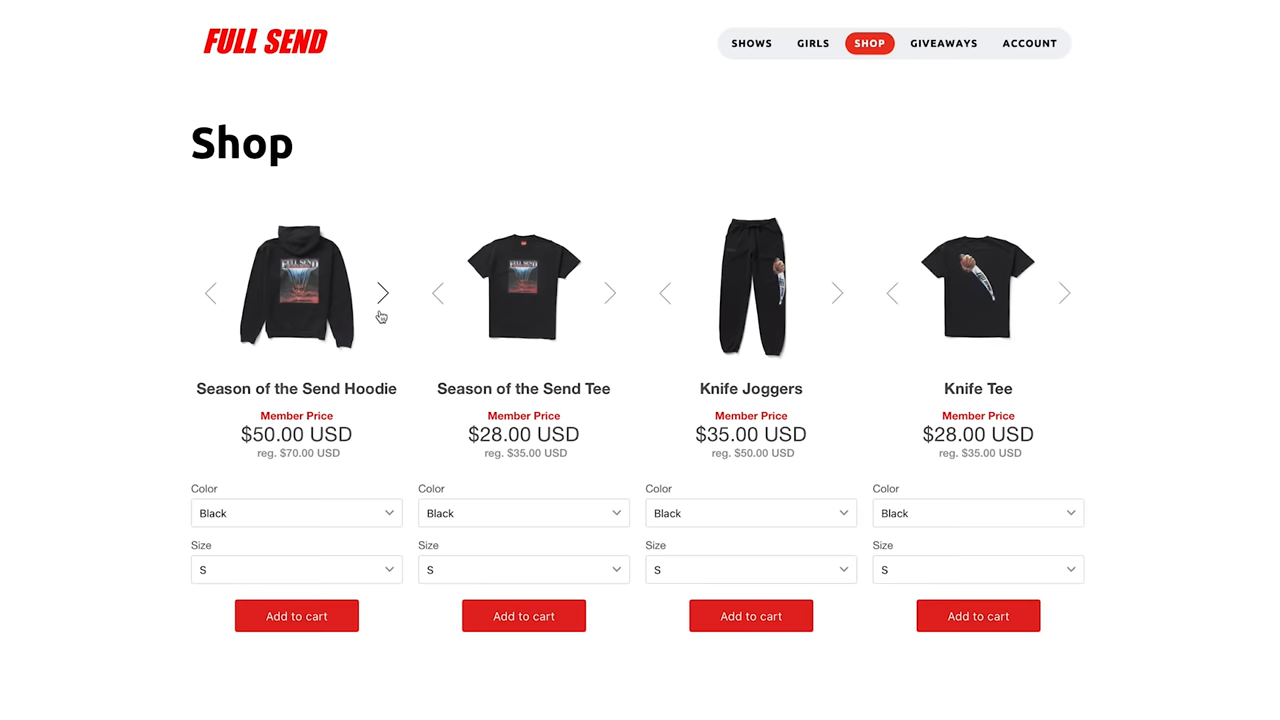 FULL SEND
SHOWS GIRLS SHOP GIVEAWAYS ACCOUNT
Shop
FULL SEND
FULL SEND
Season of the Send Hoodie
Season of the Send Tee
Knife Joggers
Knife Tee
Member Price
Member Price
Member Price
Member Price
$50.00 USD
$28.00 USD
$35.00 USD
$28.00 USD
reg. $70.00 USD
reg. $35.00 USD
reg. $50.00 USD
reg. $35.00 USD
Color
Color
Color
Color
Black
Black
Black
Black
Size
Size
Size
Size
S
S
S
S
Add to cart
Add to cart
Add to cart
Add to cart